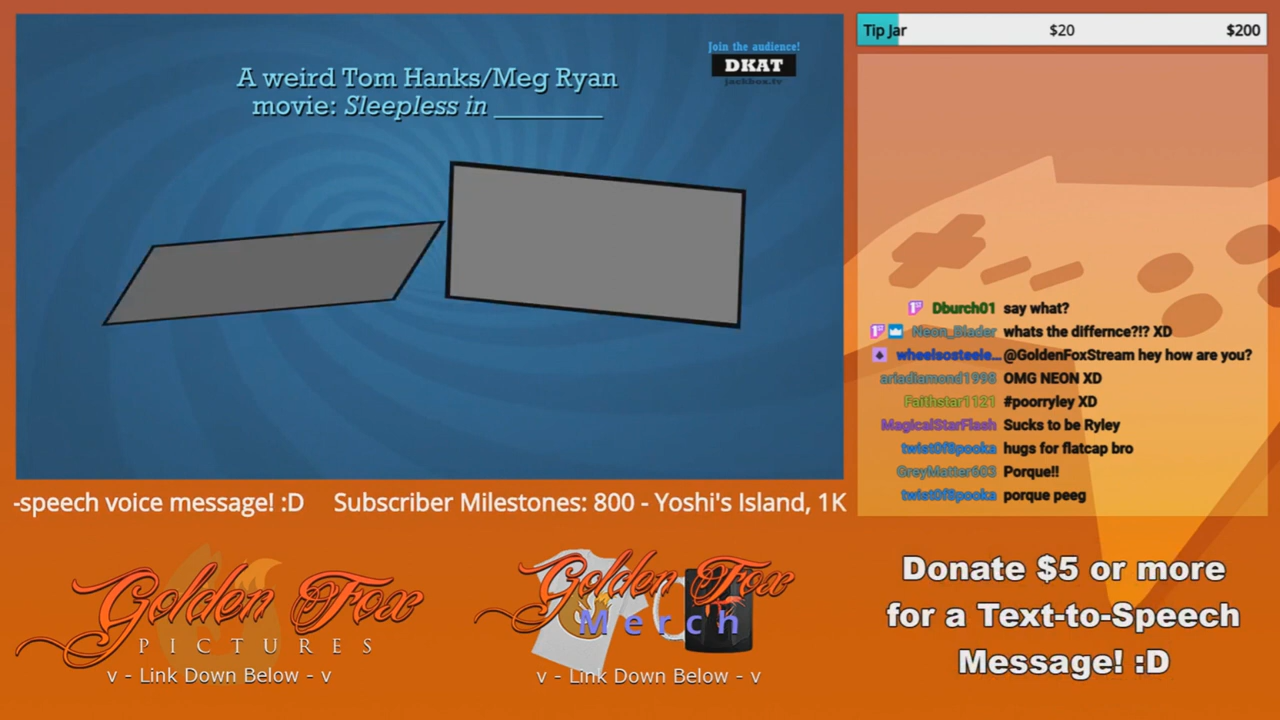 A weird Tom Hanks/Meg Ryan
movie: Sleepless in ________
Join the audience!
DKAT
jackbox.tv
Tip Jar $20 $200
Dburch01 say what?
Neon_Blader whats the differnce?!? XD
wheelsosteele... @GoldenFoxStream hey how are you?
ariadiamond1998 OMG NEON XD
Faithstar1121 #poorryley XD
MagicalStarFlash Sucks to be Ryley
twist0f8pooka hugs for flatcap bro
GreyMatter603 Porque!!
twist0f8pooka porque peeg
-speech voice message! :D Subscriber Milestones: 800 - Yoshi's Island, 1K
Golden Fox
PICTURES
v - Link Down Below - v
Golden Fox
Merch
v - Link Down Below - v
Donate $5 or more
for a Text-to-Speech
Message! :D